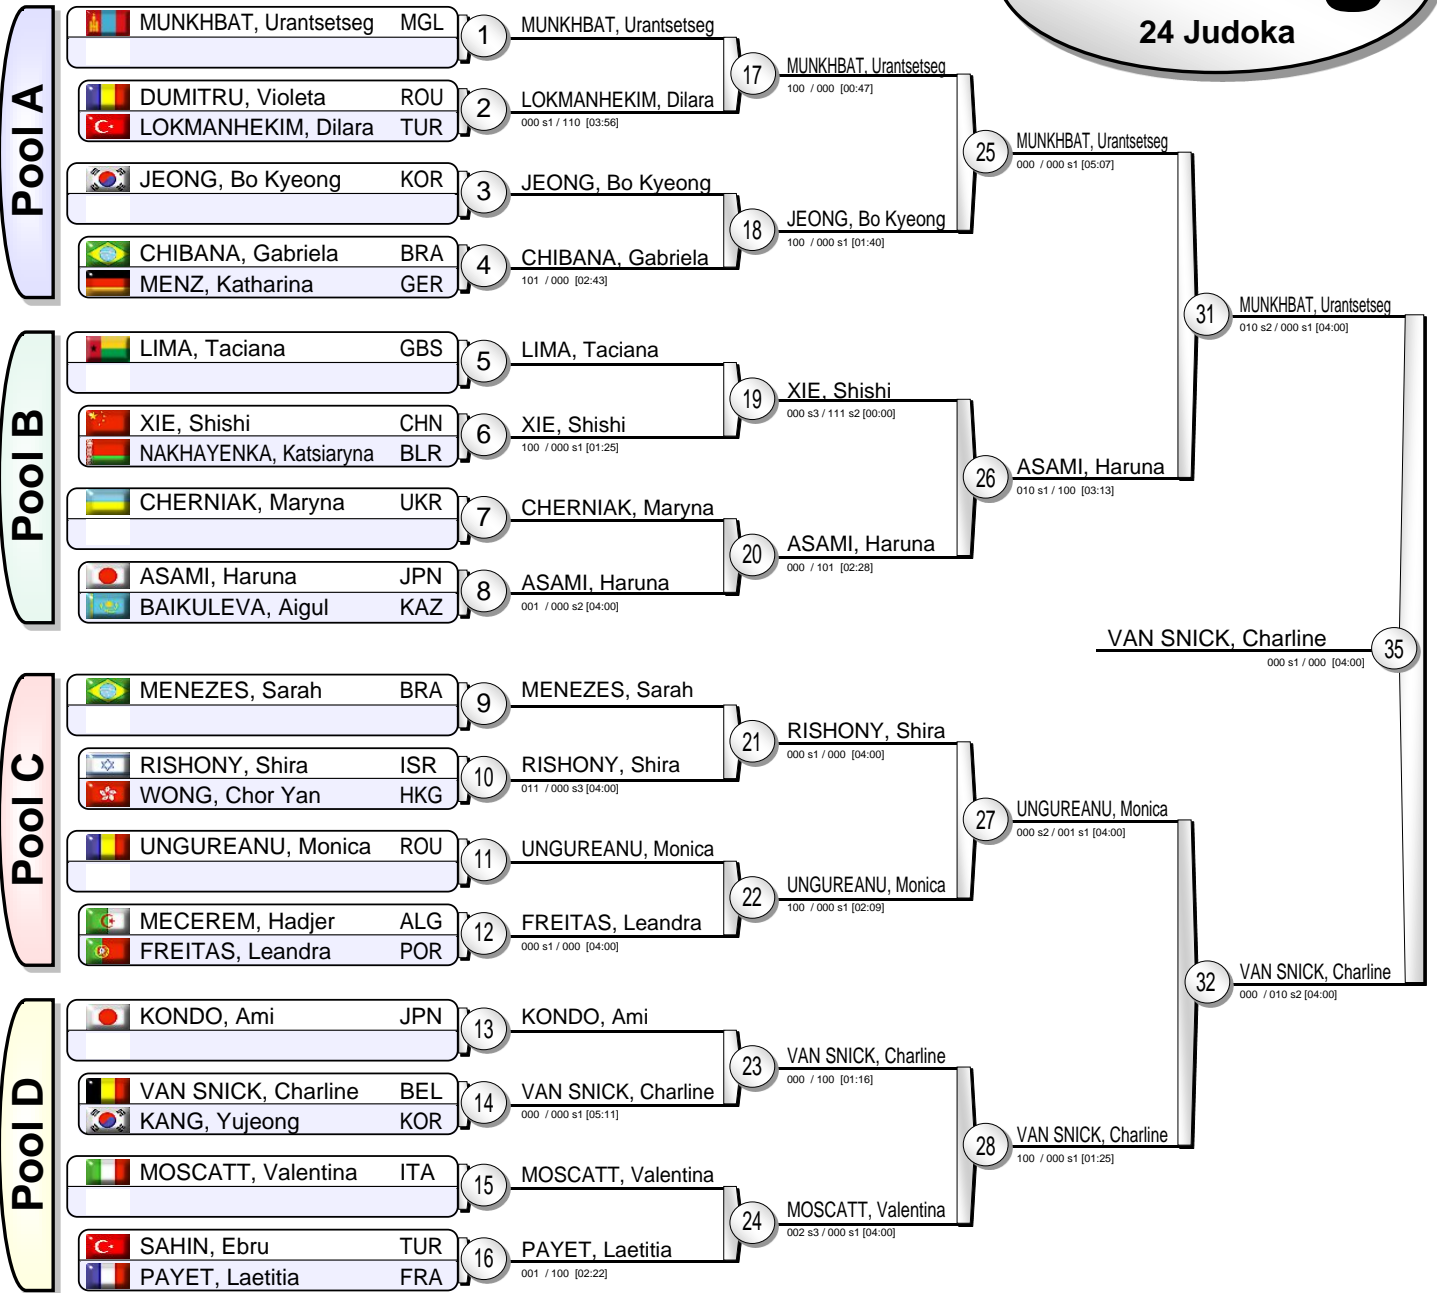 24 Judoka
Pool A
MUNKHBAT, Urantsetseg MGL
1
DUMITRU, Violeta ROU
LOKMANHEKIM, Dilara TUR
2
JEONG, Bo Kyeong KOR
3
CHIBANA, Gabriela BRA
MENZ, Katharina GER
4
Pool B
LIMA, Taciana GBS
5
XIE, Shishi CHN
NAKHAYENKA, Katsiaryna BLR
6
CHERNIAK, Maryna UKR
7
ASAMI, Haruna JPN
BAIKULEVA, Aigul KAZ
8
Pool C
MENEZES, Sarah BRA
9
RISHONY, Shira ISR
WONG, Chor Yan HKG
10
UNGUREANU, Monica ROU
11
MECEREM, Hadjer ALG
FREITAS, Leandra POR
12
Pool D
KONDO, Ami JPN
13
VAN SNICK, Charline BEL
KANG, Yujeong KOR
14
MOSCATT, Valentina ITA
15
SAHIN, Ebru TUR
PAYET, Laetitia FRA
16
MUNKHBAT, Urantsetseg
LOKMANHEKIM, Dilara
000 s1 / 110 [03:56]
17
JEONG, Bo Kyeong
CHIBANA, Gabriela
101 / 000 [02:43]
18
LIMA, Taciana
XIE, Shishi
100 / 000 s1 [01:25]
19
CHERNIAK, Maryna
ASAMI, Haruna
001 / 000 s2 [04:00]
20
MENEZES, Sarah
RISHONY, Shira
011 / 000 s3 [04:00]
21
UNGUREANU, Monica
FREITAS, Leandra
000 s1 / 000 [04:00]
22
KONDO, Ami
VAN SNICK, Charline
000 / 000 s1 [05:11]
23
MOSCATT, Valentina
PAYET, Laetitia
001 / 100 [02:22]
24
MUNKHBAT, Urantsetseg
100 / 000 [00:47]
JEONG, Bo Kyeong
100 / 000 s1 [01:40]
25
XIE, Shishi
000 s3 / 111 s2 [00:00]
ASAMI, Haruna
000 / 101 [02:28]
26
RISHONY, Shira
000 s1 / 000 [04:00]
UNGUREANU, Monica
100 / 000 s1 [02:09]
27
VAN SNICK, Charline
000 / 100 [01:16]
MOSCATT, Valentina
002 s3 / 000 s1 [04:00]
28
MUNKHBAT, Urantsetseg
000 / 000 s1 [05:07]
ASAMI, Haruna
010 s1 / 100 [03:13]
31
UNGUREANU, Monica
000 s2 / 001 s1 [04:00]
VAN SNICK, Charline
100 / 000 s1 [01:25]
32
MUNKHBAT, Urantsetseg
010 s2 / 000 s1 [04:00]
VAN SNICK, Charline
000 / 010 s2 [04:00]
VAN SNICK, Charline
000 s1 / 000 [04:00]
35